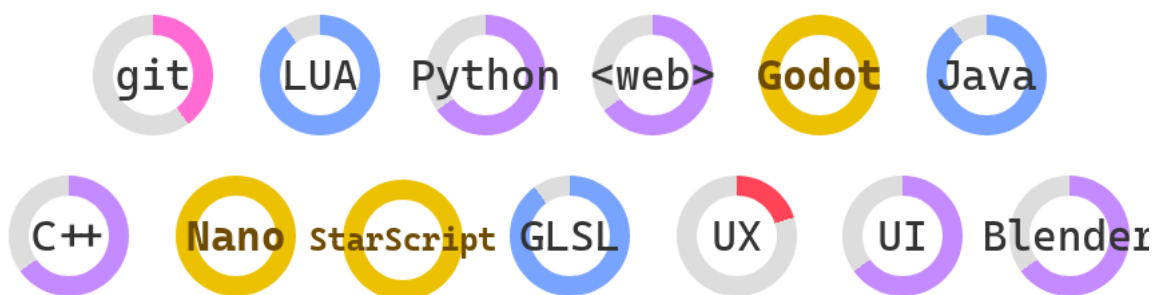 git LUA Python <web> Godot Java
C++ Nano StarScript GLSL UX UI Blender